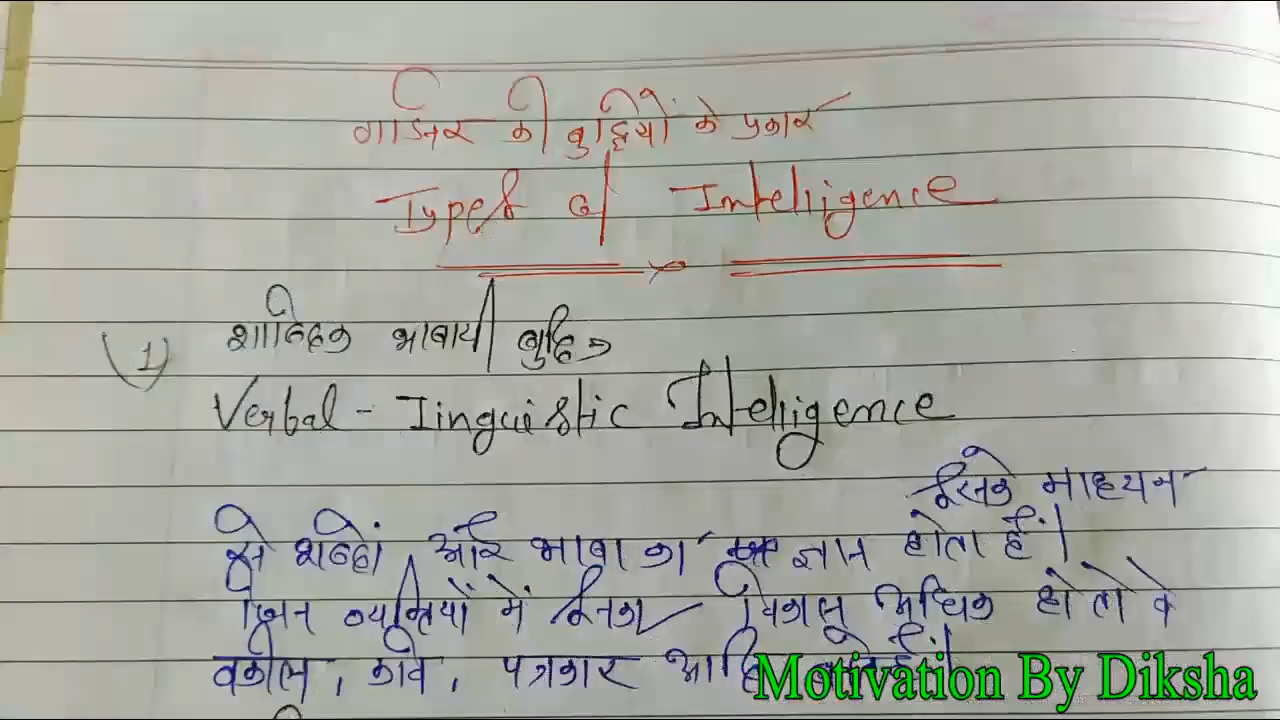 गार्डनर की बुद्धियों के प्रकार
Types of Intelligence
(1) शाब्दिक भाषायी बुद्धि
Verbal - Linguistic Intelligence
इसके माध्यम
से शब्दों और भाषा का ज्ञान होता है।
जिन व्यक्तियों में इनका विकास अधिक हो तो वे
वकील, कवि, पत्रकार आदि
Motivation By Diksha